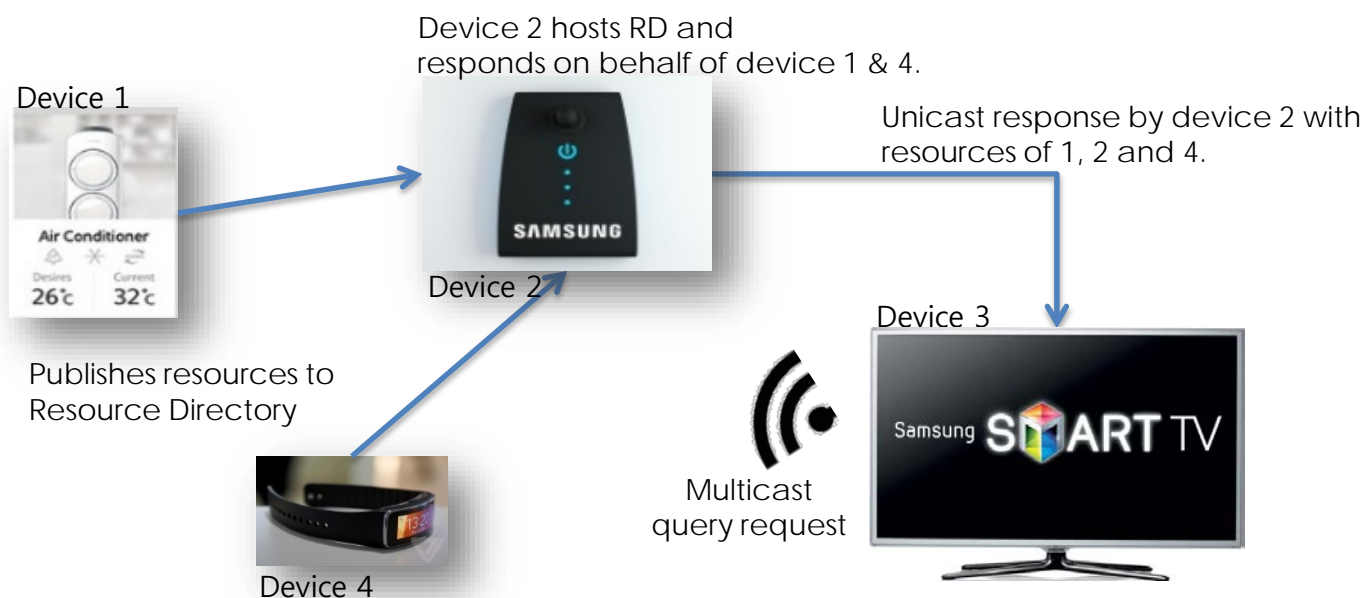 Device 2 hosts RD and
responds on behalf of device 1 & 4.
Device 1
Unicast response by device 2 with
resources of 1, 2 and 4.
SAMSUNG
Air Conditioner
Desires
Current
26°c
32°c
Device 2
Device 3
Publishes resources to
Resource Directory
Samsung SMART TV
Multicast
query request
13:20
Device 4